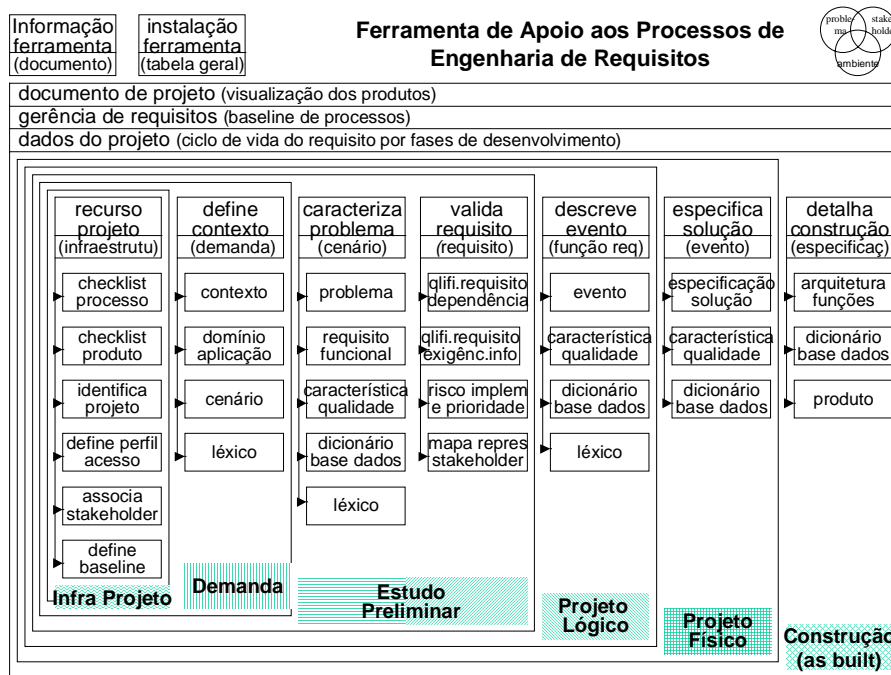 Informação
ferramenta
(documento)
instalação
ferramenta
(tabela geral)
Ferramenta de Apoio aos Processos de
Engenharia de Requisitos
proble-
ma
stake
holde
ambiente
documento de projeto (visualização dos produtos)
gerência de requisitos (baseline de processos)
dados do projeto (ciclo de vida do requisito por fases de desenvolvimento)
recurso
projeto
(infraestrutu)
checklist
processo
checklist
produto
identifica
projeto
define perfil
acesso
associa
stakeholder
define
baseline
Infra Projeto
define
contexto
(demanda)
contexto
domínio
aplicação
cenário
léxico
Demanda
caracteriza
problema
(cenário)
problema
requisito
funcional
característica
qualidade
dicionário
base dados
léxico
valida
requisito
(requisito)
qlifi.requisito
dependência
qlifi.requisito
exigênc.info
risco implem
e prioridade
mapa repres
stakeholder
Estudo
Preliminar
descreve
evento
(função req)
evento
característica
qualidade
dicionário
base dados
léxico
Projeto
Lógico
especifica
solução
(evento)
especificação
solução
característica
qualidade
dicionário
base dados
Projeto
Físico
detalha
construção
(especificaç)
arquitetura
funções
dicionário
base dados
produto
Construção
(as built)